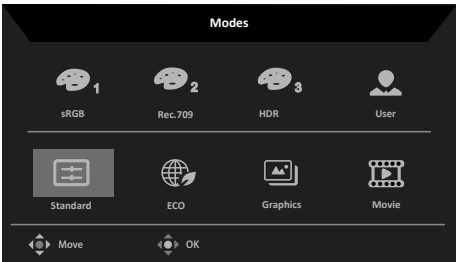 Modes
1 2 3
sRGB Rec.709 HDR User
Standard ECO Graphics Movie
Move OK